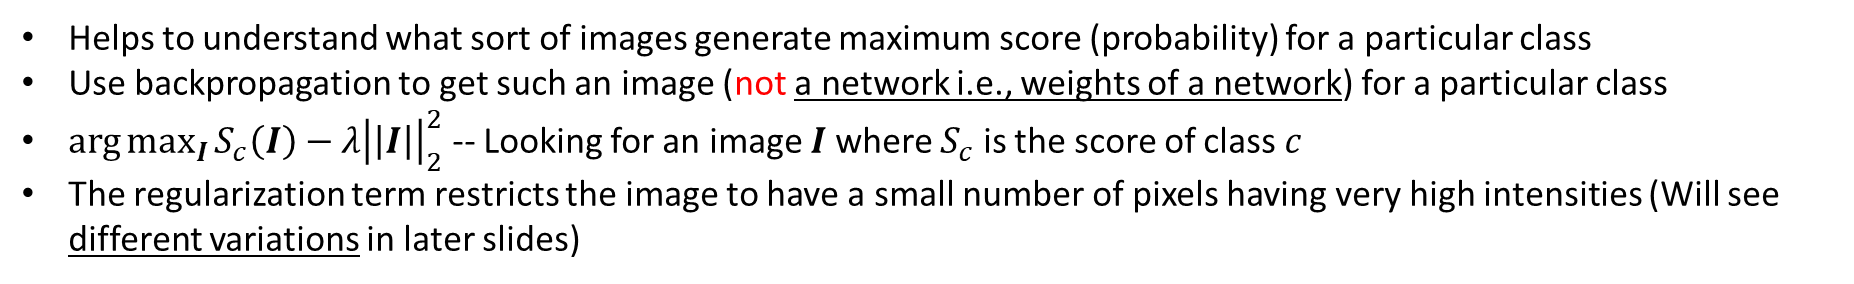 • Helps to understand what sort of images generate maximum score (probability) for a particular class
• Use backpropagation to get such an image (not a network i.e., weights of a network) for a particular class
• arg max_I S_c(I) − λ||I||₂² -- Looking for an image I where S_c is the score of class c
• The regularization term restricts the image to have a small number of pixels having very high intensities (Will see
different variations in later slides)